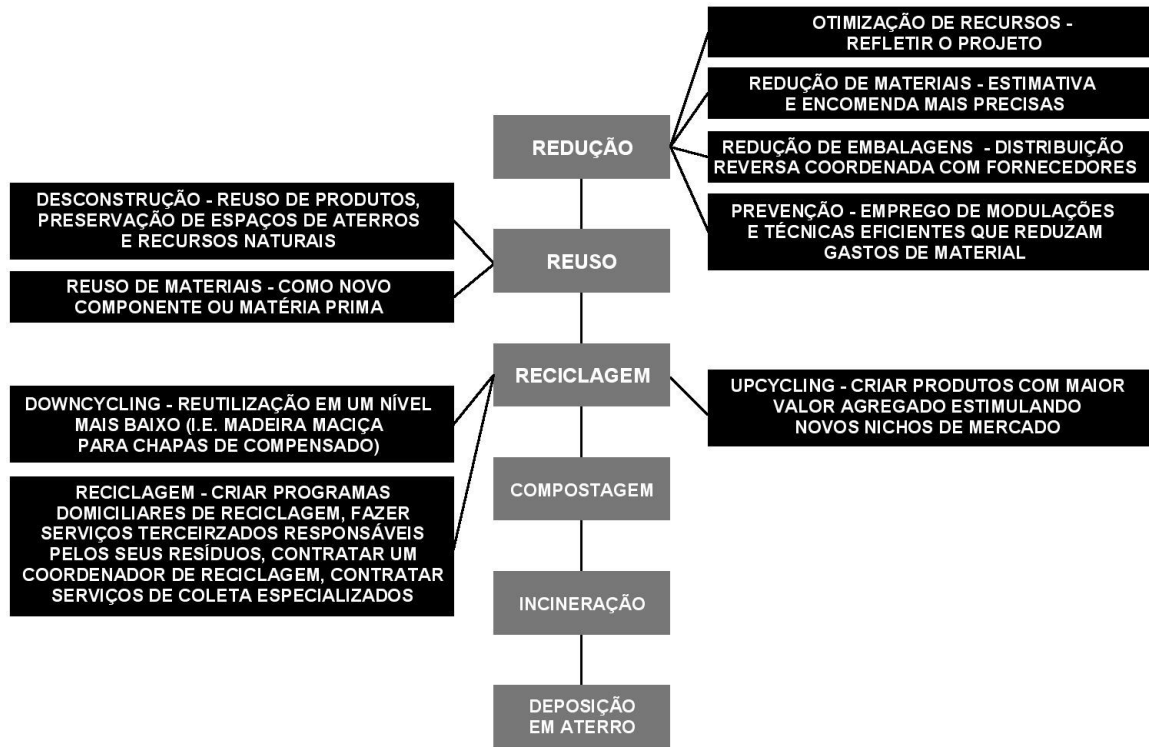 OTIMIZAÇÃO DE RECURSOS -
REFLETIR O PROJETO
REDUÇÃO DE MATERIAIS - ESTIMATIVA
E ENCOMENDA MAIS PRECISAS
REDUÇÃO
REDUÇÃO DE EMBALAGENS - DISTRIBUIÇÃO
REVERSA COORDENADA COM FORNECEDORES
PREVENÇÃO - EMPREGO DE MODULAÇÕES
E TÉCNICAS EFICIENTES QUE REDUZAM
GASTOS DE MATERIAL
DESCONSTRUÇÃO - REUSO DE PRODUTOS,
PRESERVAÇÃO DE ESPAÇOS DE ATERROS
E RECURSOS NATURAIS
REUSO
REUSO DE MATERIAIS - COMO NOVO
COMPONENTE OU MATÉRIA PRIMA
RECICLAGEM
DOWNCYCLING - REUTILIZAÇÃO EM UM NÍVEL
MAIS BAIXO (I.E. MADEIRA MACIÇA
PARA CHAPAS DE COMPENSADO)
UPCYCLING - CRIAR PRODUTOS COM MAIOR
VALOR AGREGADO ESTIMULANDO
NOVOS NICHOS DE MERCADO
RECICLAGEM - CRIAR PROGRAMAS
DOMICILIARES DE RECICLAGEM, FAZER
SERVIÇOS TERCEIRZADOS RESPONSÁVEIS
PELOS SEUS RESÍDUOS, CONTRATAR UM
COORDENADOR DE RECICLAGEM, CONTRATAR
SERVIÇOS DE COLETA ESPECIALIZADOS
COMPOSTAGEM
INCINERAÇÃO
DEPOSIÇÃO
EM ATERRO